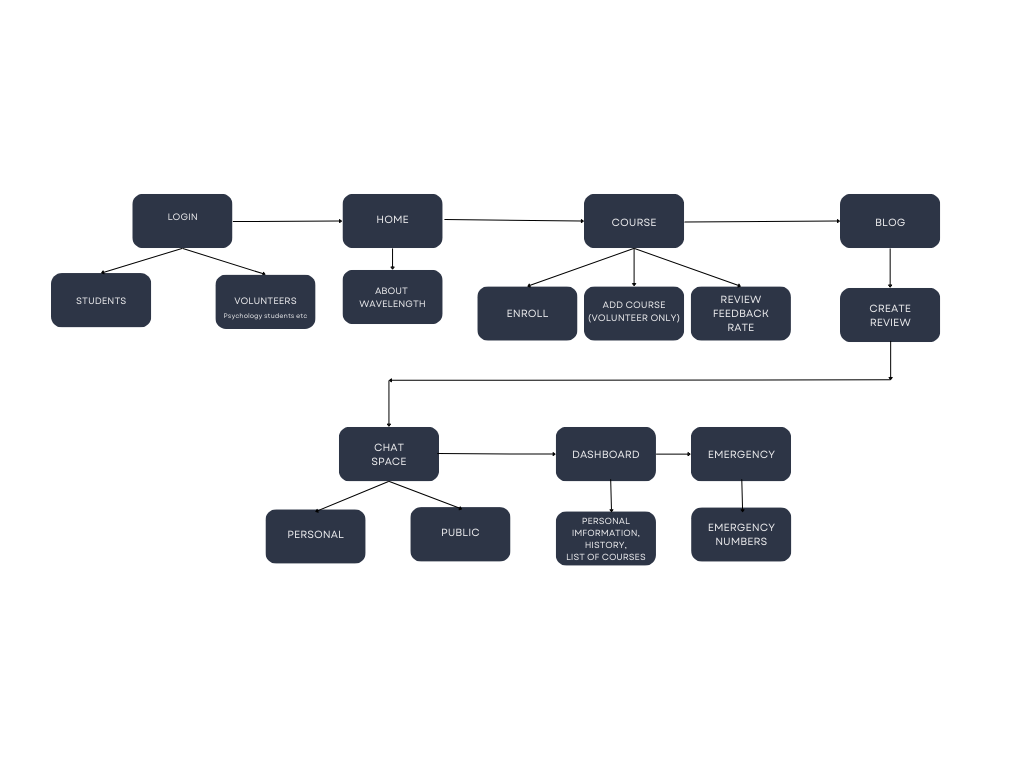 LOGIN
HOME
COURSE
BLOG
STUDENTS
VOLUNTEERS
Psychology students etc
ABOUT
WAVELENGTH
ENROLL
ADD COURSE
(VOLUNTEER ONLY)
REVIEW
FEEDBACK
RATE
CREATE
REVIEW
CHAT
SPACE
DASHBOARD
EMERGENCY
PERSONAL
PUBLIC
PERSONAL
IMFORMATION,
HISTORY,
LIST OF COURSES
EMERGENCY
NUMBERS